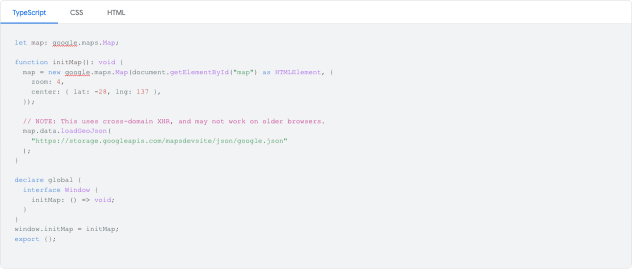 TypeScript CSS HTML
let map: google.maps.Map;
function initMap(): void {
  map = new google.maps.Map(document.getElementById("map") as HTMLElement, {
    zoom: 4,
    center: { lat: -28, lng: 137 },
  });
  // NOTE: This uses cross-domain XHR, and may not work on older browsers.
  map.data.loadGeoJson(
    "https://storage.googleapis.com/mapsdevsite/json/google.json"
  );
}
declare global {
  interface Window {
    initMap: () => void;
  }
}
window.initMap = initMap;
export {};